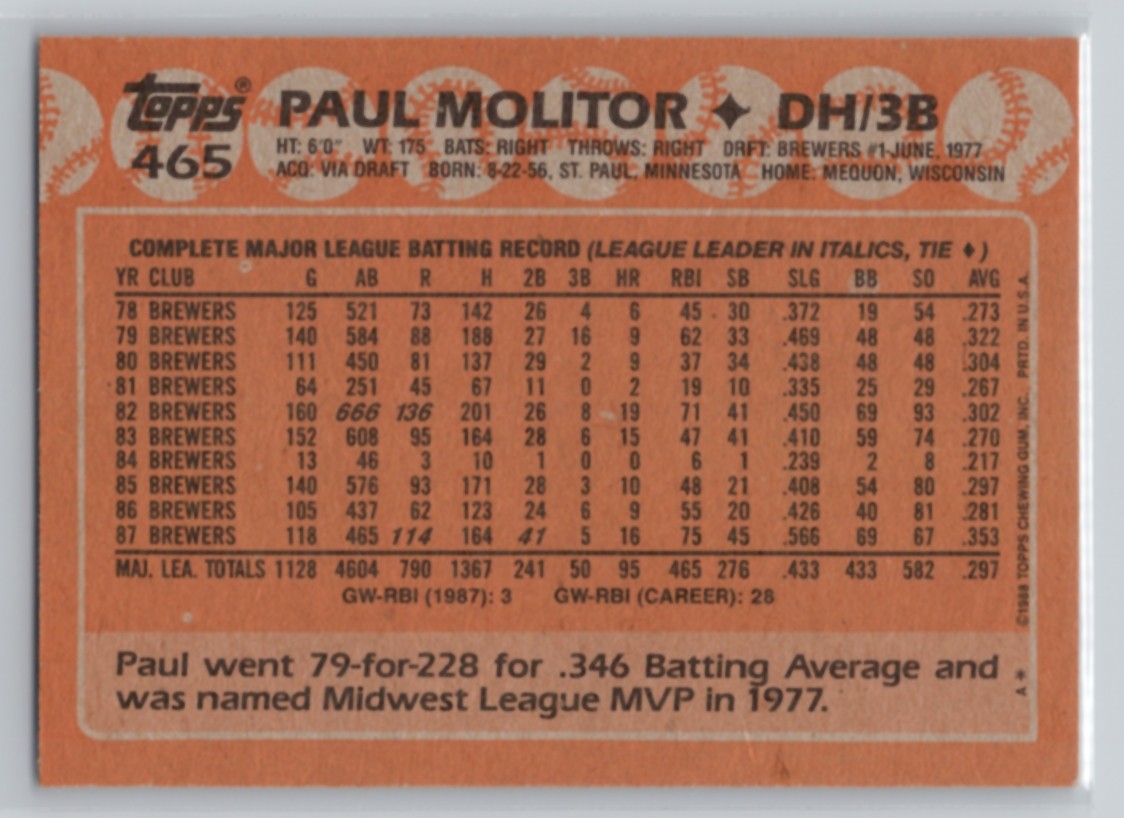 topps® PAUL MOLITOR ✦ DH/3B
465 HT: 6'0" WT: 175 BATS: RIGHT THROWS: RIGHT DRFT: BREWERS #1-JUNE, 1977
ACQ: VIA DRAFT BORN: 8-22-56, ST. PAUL, MINNESOTA HOME: MEQUON, WISCONSIN
COMPLETE MAJOR LEAGUE BATTING RECORD (LEAGUE LEADER IN ITALICS, TIE ♦)
YR CLUB G AB R H 2B 3B HR RBI SB SLG BB SO AVG
78 BREWERS 125 521 73 142 26 4 6 45 30 .372 19 54 .273
79 BREWERS 140 584 88 188 27 16 9 62 33 .469 48 48 .322
80 BREWERS 111 450 81 137 29 2 9 37 34 .438 48 48 .304
81 BREWERS 64 251 45 67 11 0 2 19 10 .335 25 29 .267
82 BREWERS 160 666 136 201 26 8 19 71 41 .450 69 93 .302
83 BREWERS 152 608 95 164 28 6 15 47 41 .410 59 74 .270
84 BREWERS 13 46 3 10 1 0 0 6 1 .239 2 8 .217
85 BREWERS 140 576 93 171 28 3 10 48 21 .408 54 80 .297
86 BREWERS 105 437 62 123 24 6 9 55 20 .426 40 81 .281
87 BREWERS 118 465 114 164 41 5 16 75 45 .566 69 67 .353
MAJ. LEA. TOTALS 1128 4604 790 1367 241 50 95 465 276 .433 433 582 .297
GW-RBI (1987): 3 GW-RBI (CAREER): 28
Paul went 79-for-228 for .346 Batting Average and
was named Midwest League MVP in 1977.
©1988 TOPPS CHEWING GUM, INC. PRTD. IN U.S.A.
A*